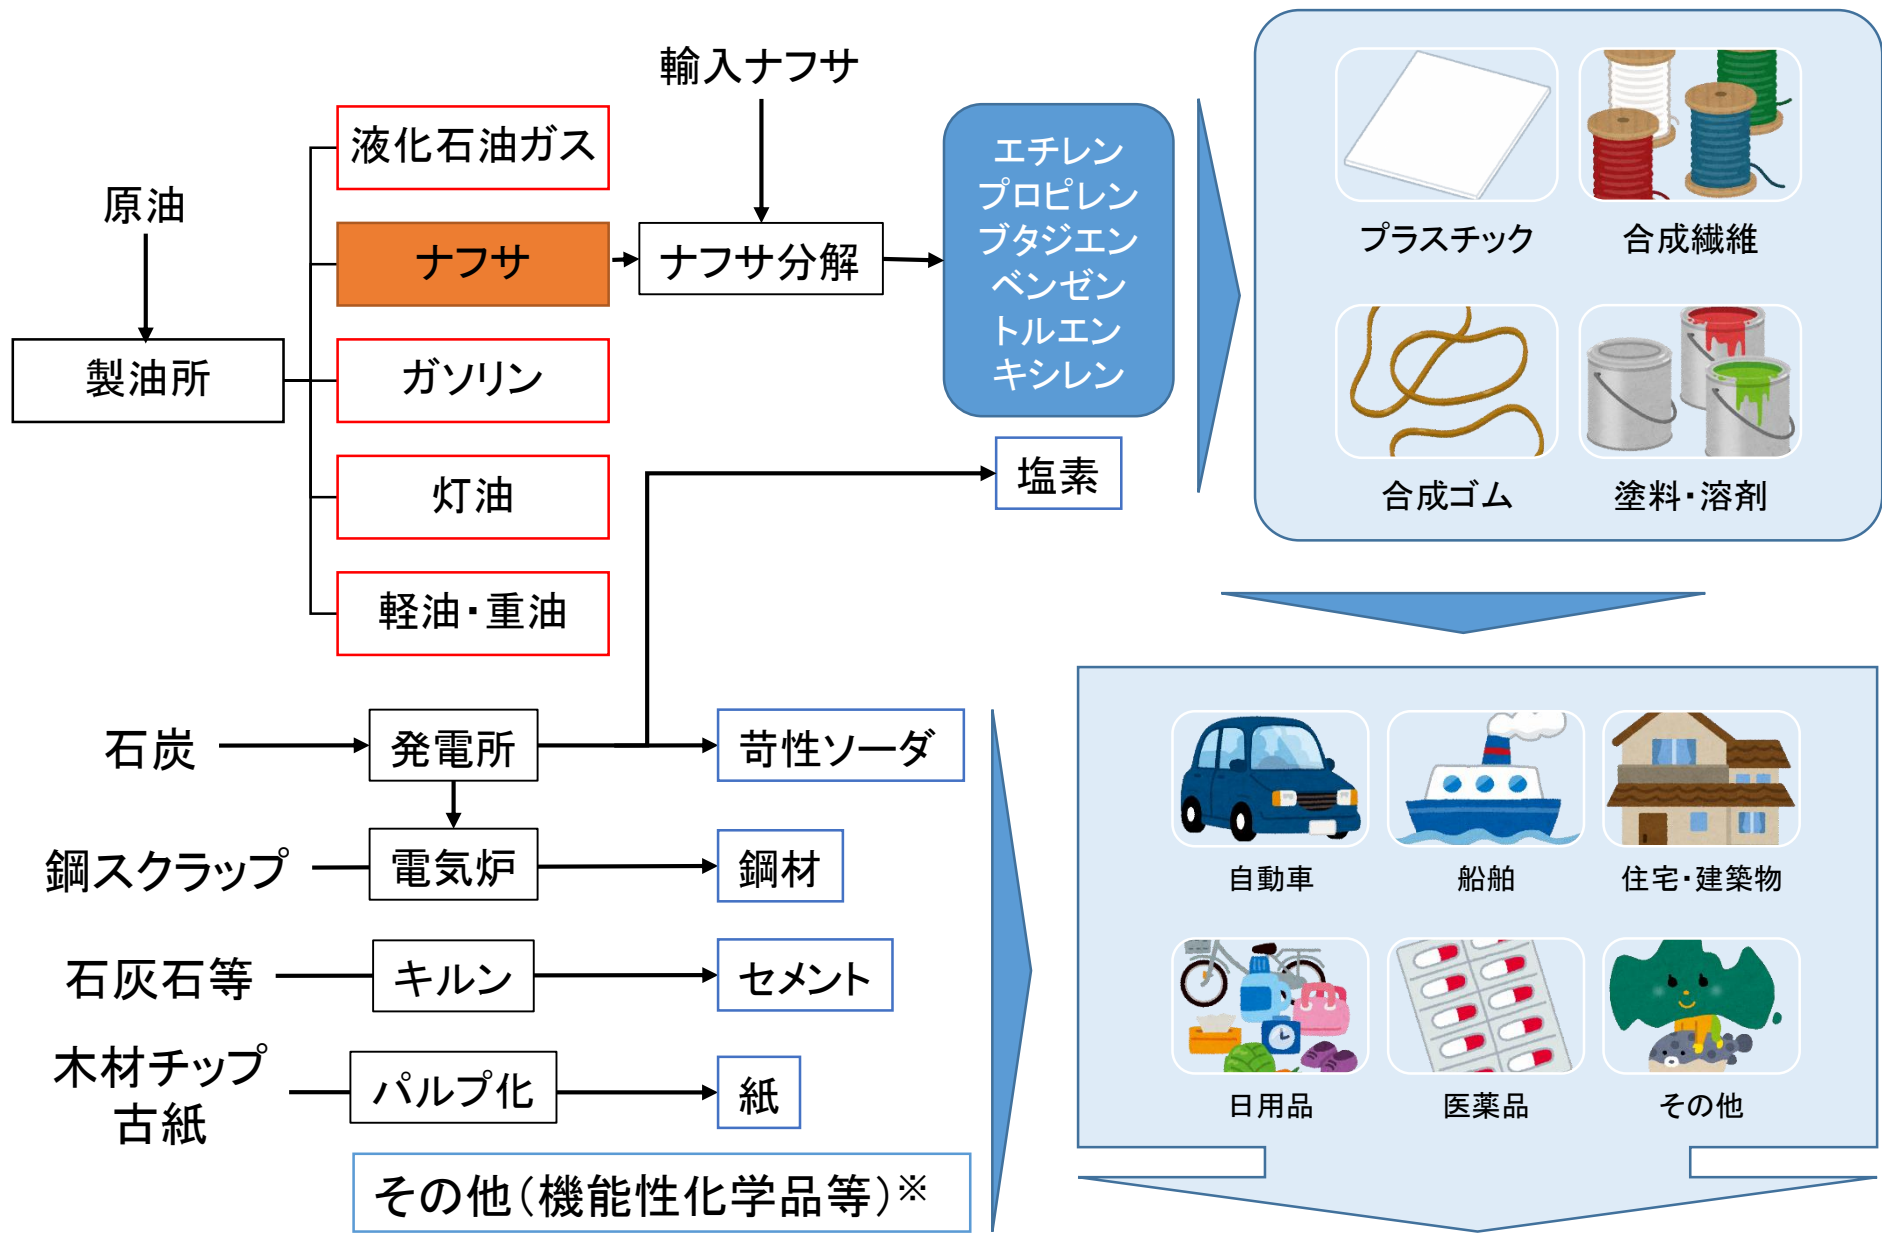 輸入ナフサ
原油
製油所
液化石油ガス
ナフサ
ガソリン
灯油
軽油・重油
ナフサ分解
エチレン
プロピレン
ブタジエン
ベンゼン
トルエン
キシレン
塩素
プラスチック
合成繊維
合成ゴム
塗料・溶剤
石炭
発電所
苛性ソーダ
鋼スクラップ
電気炉
鋼材
石灰石等
キルン
セメント
木材チップ
古紙
パルプ化
紙
その他(機能性化学品等)※
自動車
船舶
住宅・建築物
日用品
医薬品
その他